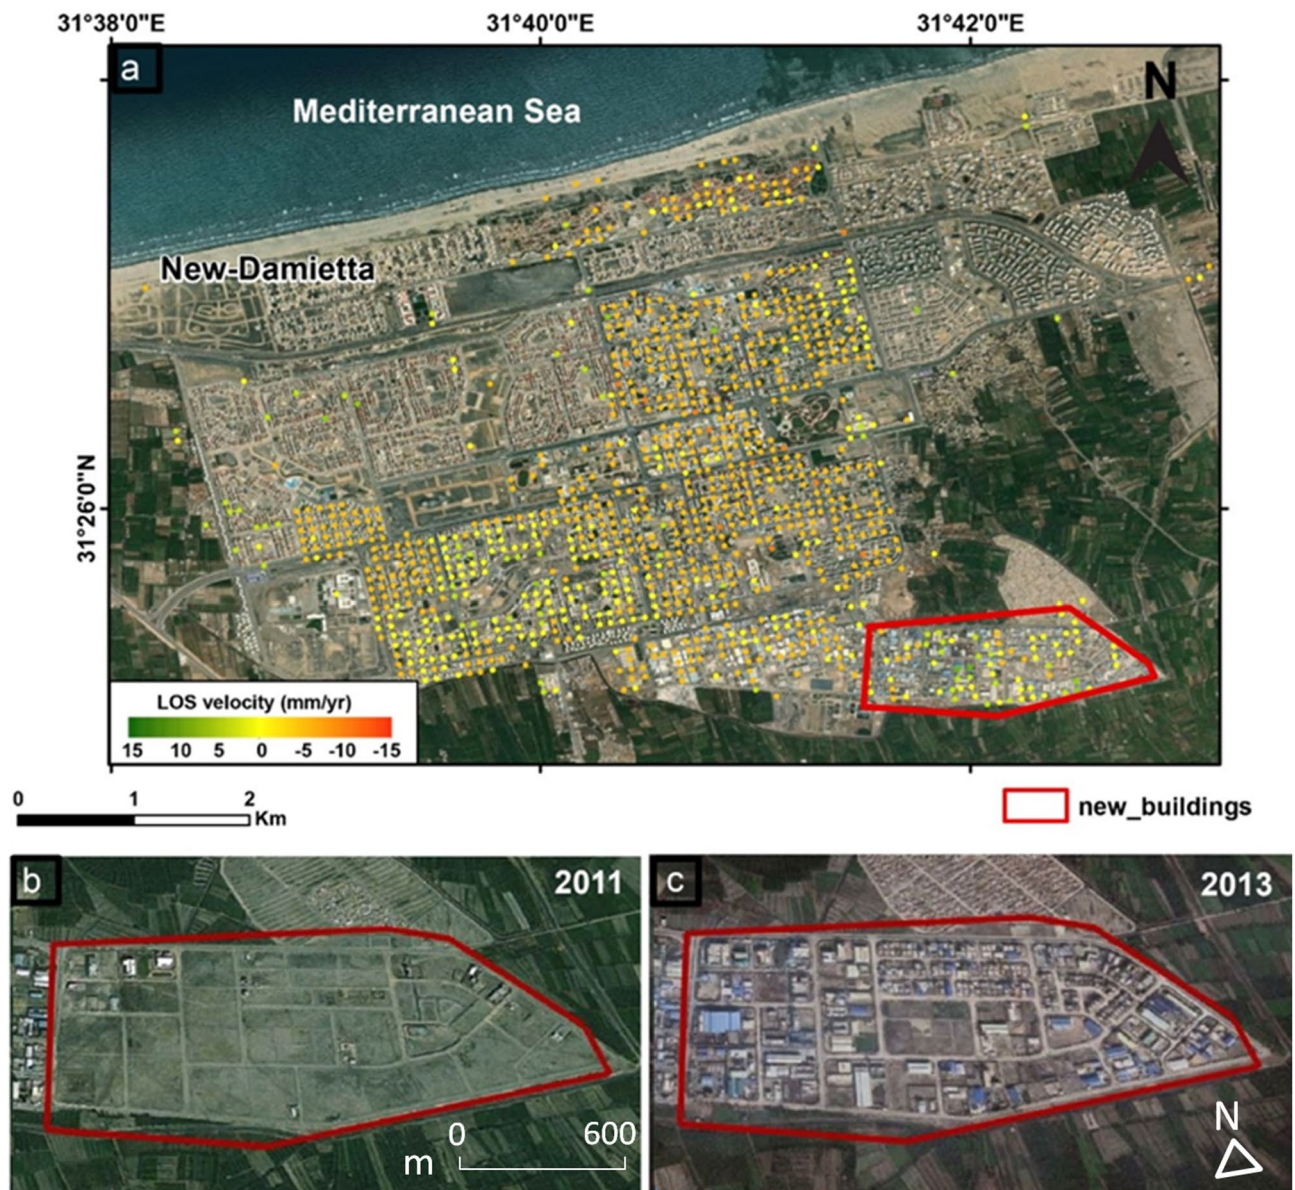 31°38'0"E 31°40'0"E 31°42'0"E
a
N
Mediterranean Sea
New-Damietta
31°26'0"N
LOS velocity (mm/yr)
15 10 5 0 -5 -10 -15
0 1 2
Km
new_buildings
b 2011
c 2013
0 600
m
N